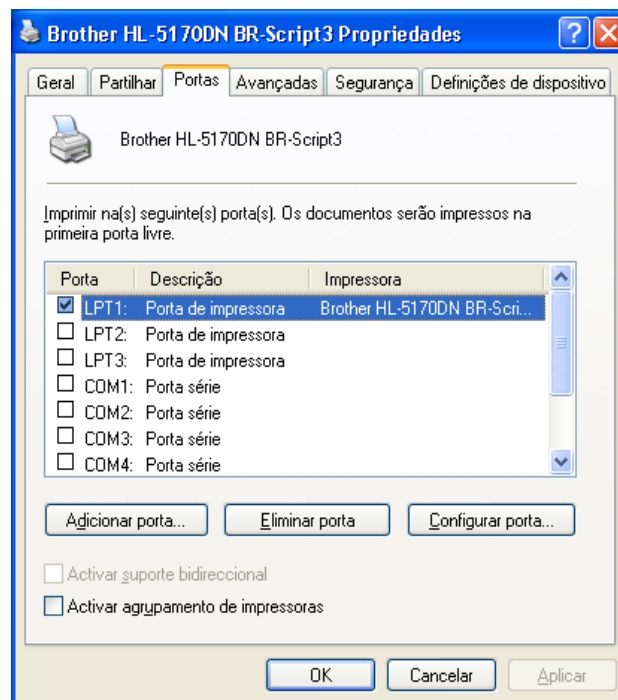 Brother HL-5170DN BR-Script3 Propriedades
Geral Partilhar Portas Avançadas Segurança Definições de dispositivo
Brother HL-5170DN BR-Script3
Imprimir na(s) seguinte(s) porta(s). Os documentos serão impressos na
primeira porta livre.
Porta Descrição Impressora
LPT1: Porta de impressora Brother HL-5170DN BR-Scri...
LPT2: Porta de impressora
LPT3: Porta de impressora
COM1: Porta série
COM2: Porta série
COM3: Porta série
COM4: Porta série
Adicionar porta... Eliminar porta Configurar porta...
Activar suporte bidireccional
Activar agrupamento de impressoras
OK Cancelar Aplicar